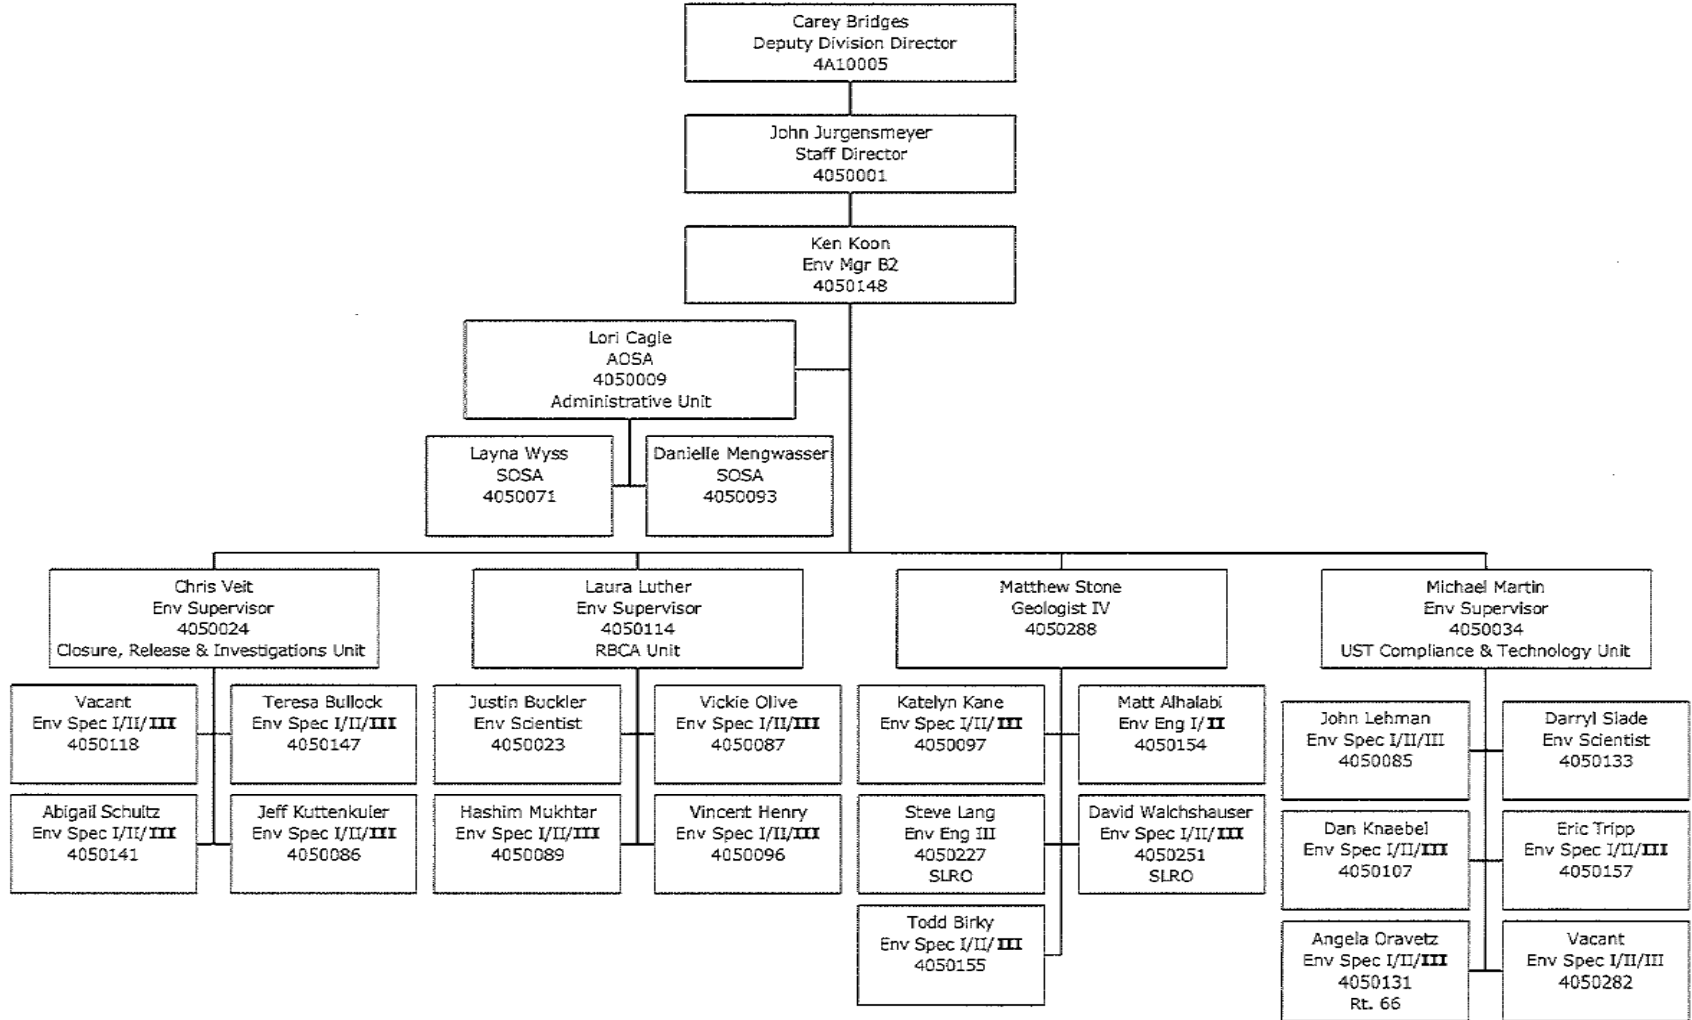 Carey Bridges
Deputy Division Director
4A10005
John Jurgensmeyer
Staff Director
4050001
Ken Koon
Env Mgr B2
4050148
Lori Cagle
AOSA
4050009
Administrative Unit
Layna Wyss
SOSA
4050071
Danielle Mengwasser
SOSA
4050093
Chris Veit
Env Supervisor
4050024
Closure, Release & Investigations Unit
Laura Luther
Env Supervisor
4050114
RBCA Unit
Matthew Stone
Geologist IV
4050288
Michael Martin
Env Supervisor
4050034
UST Compliance & Technology Unit
Vacant
Env Spec I/II/III
4050118
Teresa Bullock
Env Spec I/II/III
4050147
Abigail Schultz
Env Spec I/II/III
4050141
Jeff Kuttenkuler
Env Spec I/II/III
4050086
Justin Buckler
Env Scientist
4050023
Vickie Olive
Env Spec I/II/III
4050087
Hashim Mukhtar
Env Spec I/II/III
4050089
Vincent Henry
Env Spec I/II/III
4050096
Katelyn Kane
Env Spec I/II/III
4050097
Matt Alhalabi
Env Eng I/II
4050154
Steve Lang
Env Eng III
4050227
SLRO
David Walchshauser
Env Spec I/II/III
4050251
SLRO
Todd Birky
Env Spec I/II/III
4050155
John Lehman
Env Spec I/II/III
4050085
Darryl Slade
Env Scientist
4050133
Dan Knaebel
Env Spec I/II/III
4050107
Eric Tripp
Env Spec I/II/III
4050157
Angela Oravetz
Env Spec I/II/III
4050131
Rt. 66
Vacant
Env Spec I/II/III
4050282